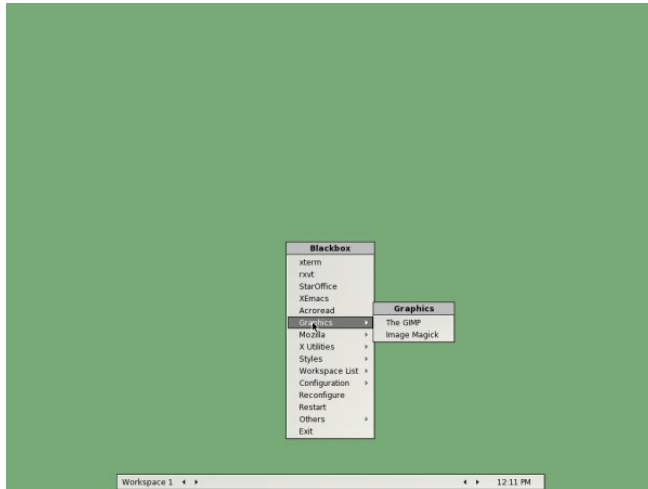 Blackbox
xterm
rxvt
StarOffice
XEmacs
Acroread
Graphics
Mozilla
X Utilities
Styles
Workspace List
Configuration
Reconfigure
Restart
Others
Exit
Graphics
The GIMP
Image Magick
Workspace 1
12:11 PM